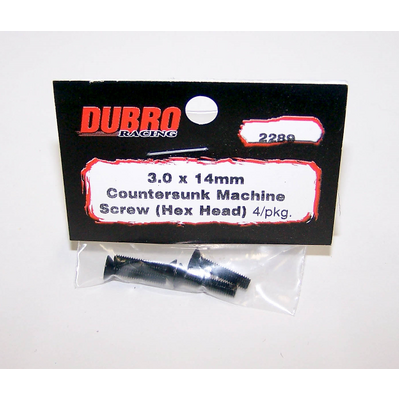 DUBRO
RACING
2289
3.0 x 14mm
Countersunk Machine
Screw (Hex Head) 4/pkg.